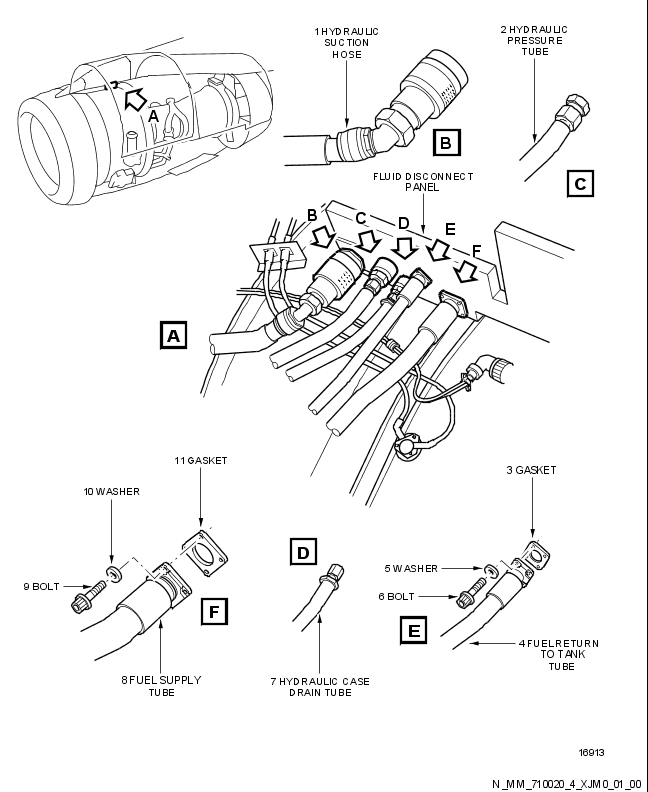 1 HYDRAULIC
SUCTION
HOSE
2 HYDRAULIC
PRESSURE
TUBE
A
B
C
FLUID DISCONNECT
PANEL
B
C
D
E
F
A
11 GASKET
10 WASHER
9 BOLT
F
8 FUEL SUPPLY
TUBE
D
7 HYDRAULIC CASE
DRAIN TUBE
3 GASKET
5 WASHER
6 BOLT
E
4 FUEL RETURN
TO TANK
TUBE
16913
N_MM_710020_4_XJM0_01_00